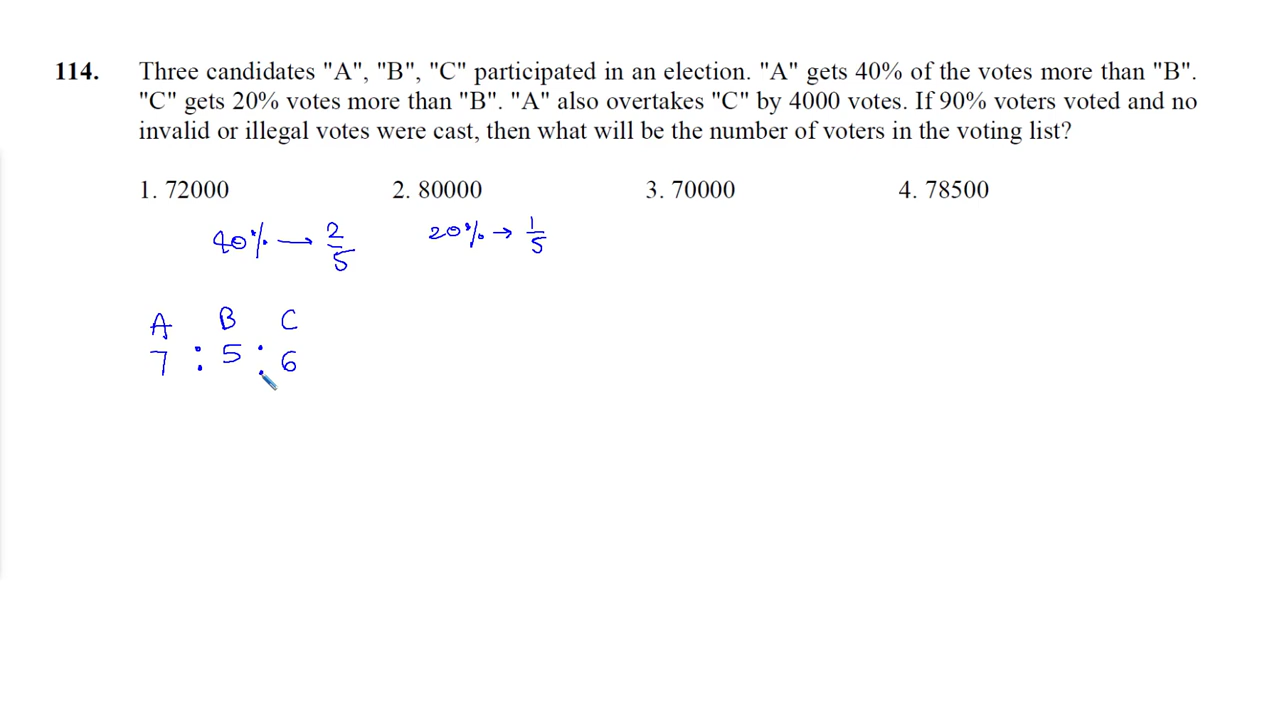 114. Three candidates "A", "B", "C" participated in an election. "A" gets 40% of the votes more than "B".
"C" gets 20% votes more than "B". "A" also overtakes "C" by 4000 votes. If 90% voters voted and no
invalid or illegal votes were cast, then what will be the number of voters in the voting list?
1. 72000 2. 80000 3. 70000 4. 78500
40% → 2/5 20% → 1/5
A B C
7 : 5 : 6